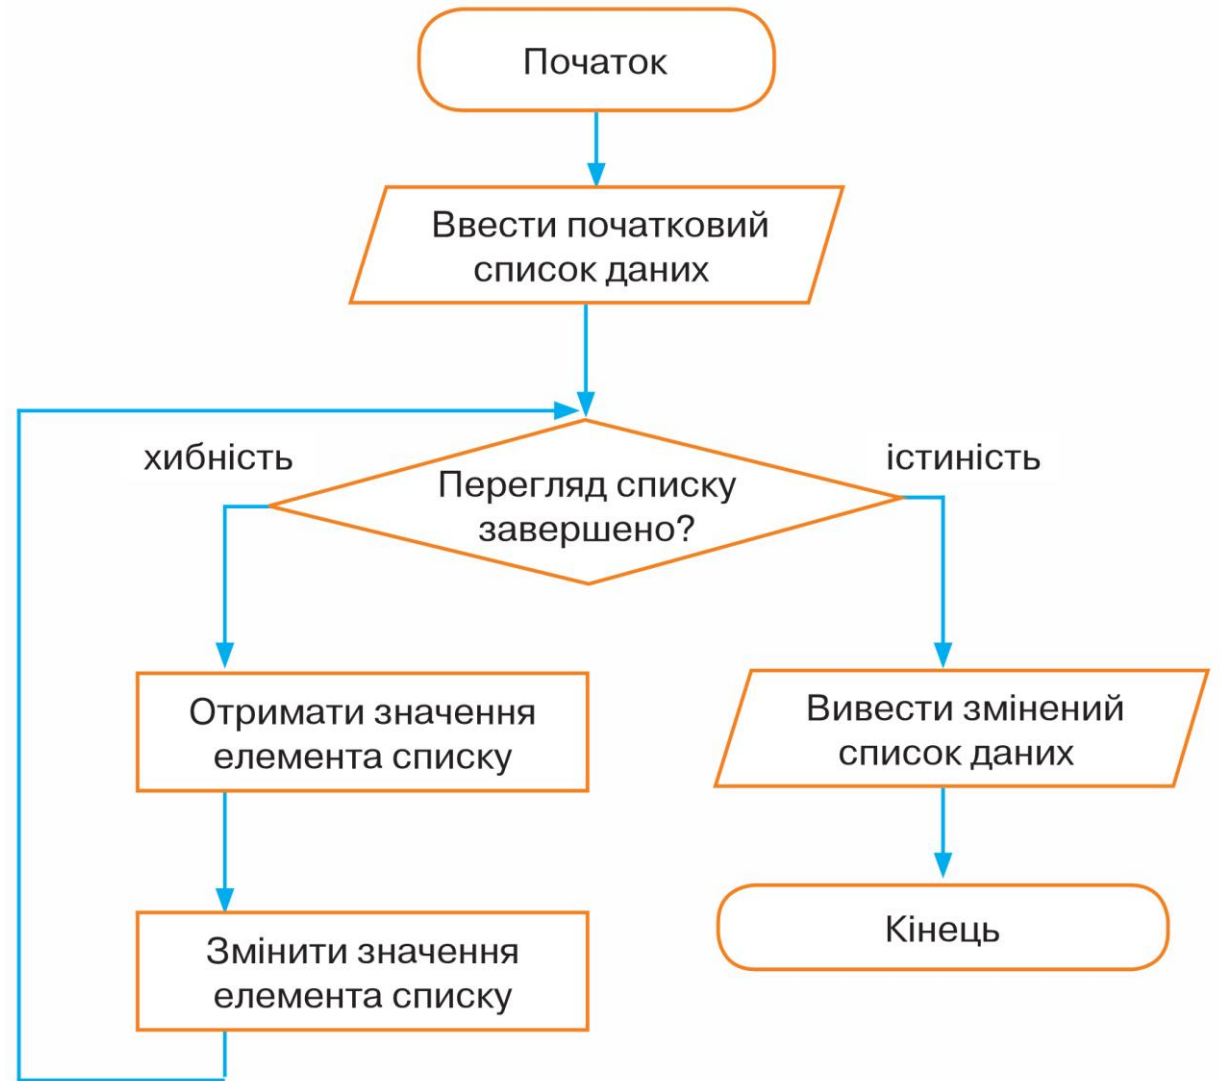 Початок
Ввести початковий
список даних
хибність
істиність
Перегляд списку
завершено?
Отримати значення
елемента списку
Вивести змінений
список даних
Змінити значення
елемента списку
Кінець